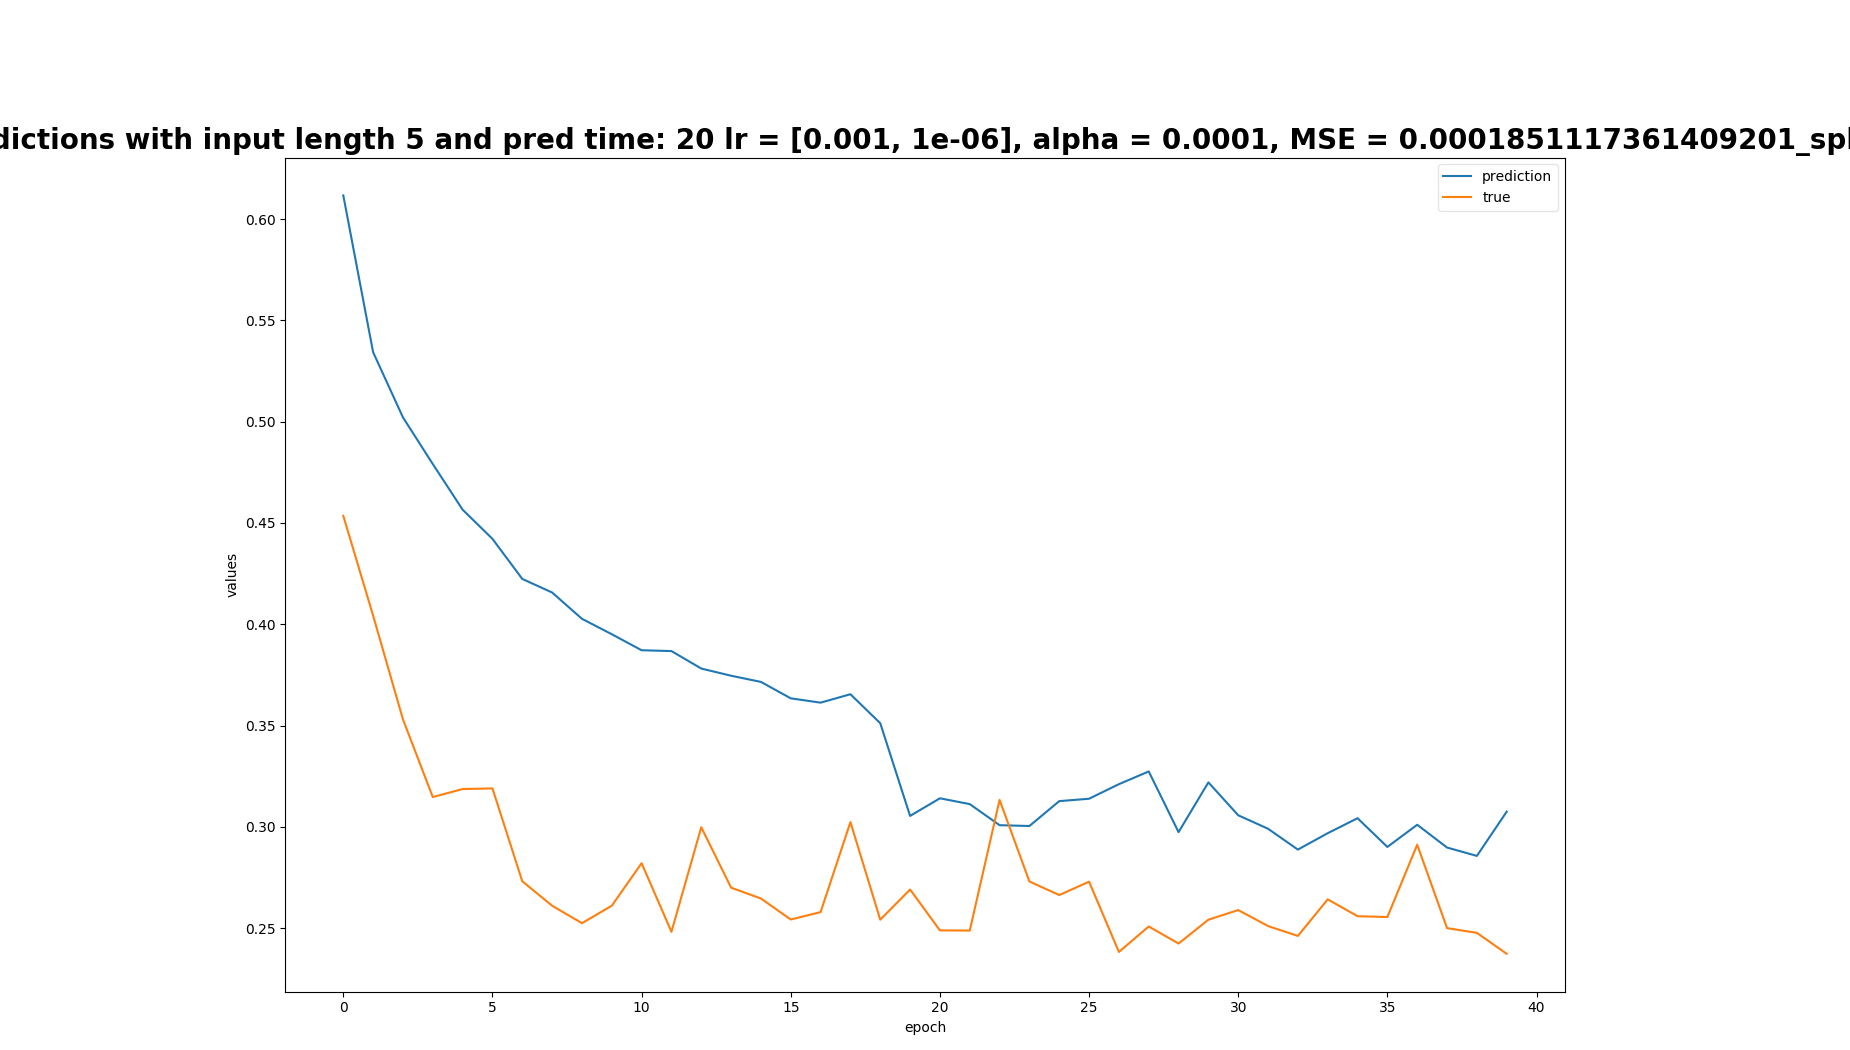 dictions with input length 5 and pred time: 20 lr = [0.001, 1e-06], alpha = 0.0001, MSE = 0.0001851117361409201_spl
prediction
true
0.60
0.55
0.50
0.45
0.40
0.35
0.30
0.25
values
0 5 10 15 20 25 30 35 40
epoch